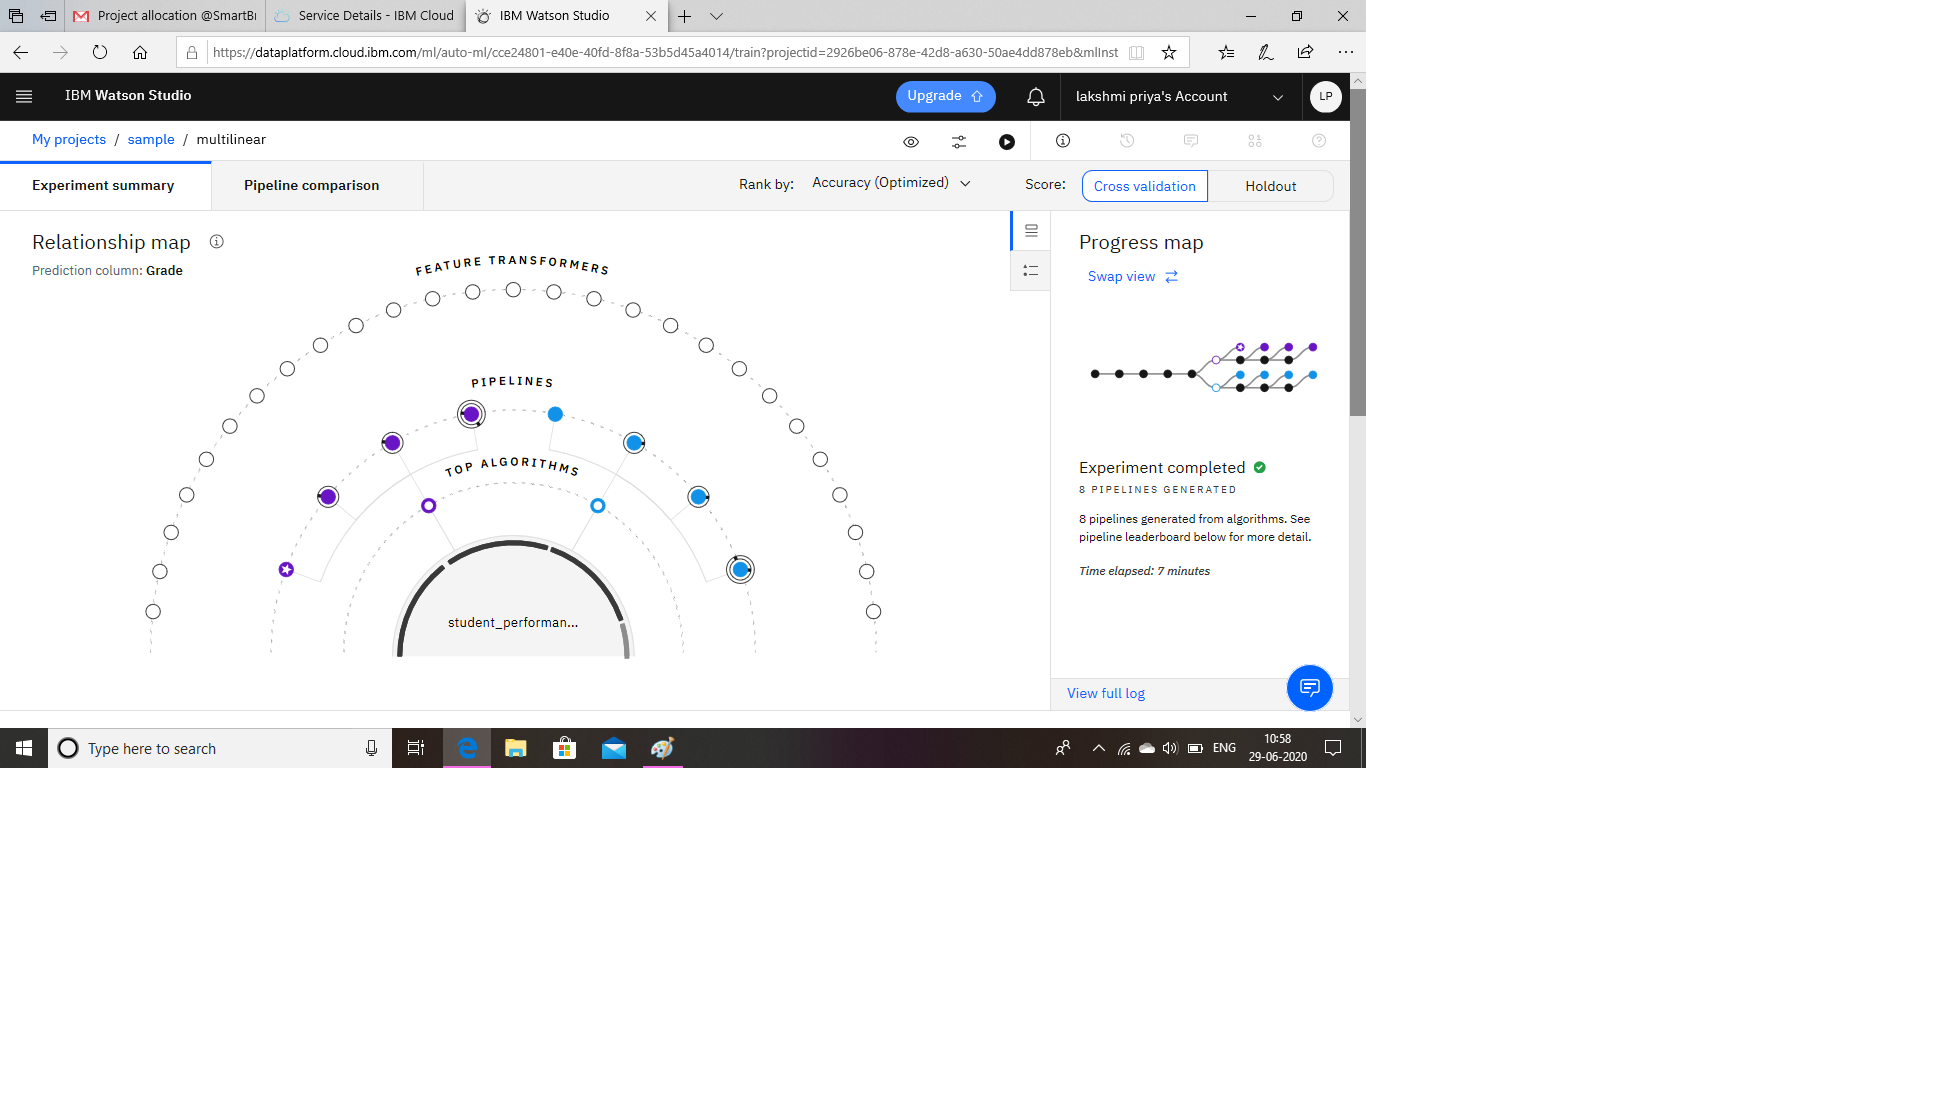 Project allocation @SmartBr
Service Details - IBM Cloud
IBM Watson Studio
https://dataplatform.cloud.ibm.com/ml/auto-ml/cce24801-e40e-40fd-8f8a-53b5d45a4014/train?projectid=2926be06-878e-42d8-a630-50ae4dd878eb&mlInst
IBM Watson Studio
Upgrade
lakshmi priya's Account
LP
My projects / sample / multilinear
Experiment summary
Pipeline comparison
Rank by: Accuracy (Optimized)
Score: Cross validation Holdout
Relationship map
Prediction column: Grade
FEATURE TRANSFORMERS
PIPELINES
TOP ALGORITHMS
student_performan...
Progress map
Swap view
Experiment completed
8 PIPELINES GENERATED
8 pipelines generated from algorithms. See
pipeline leaderboard below for more detail.
Time elapsed: 7 minutes
View full log
Type here to search
ENG
10:58
29-06-2020